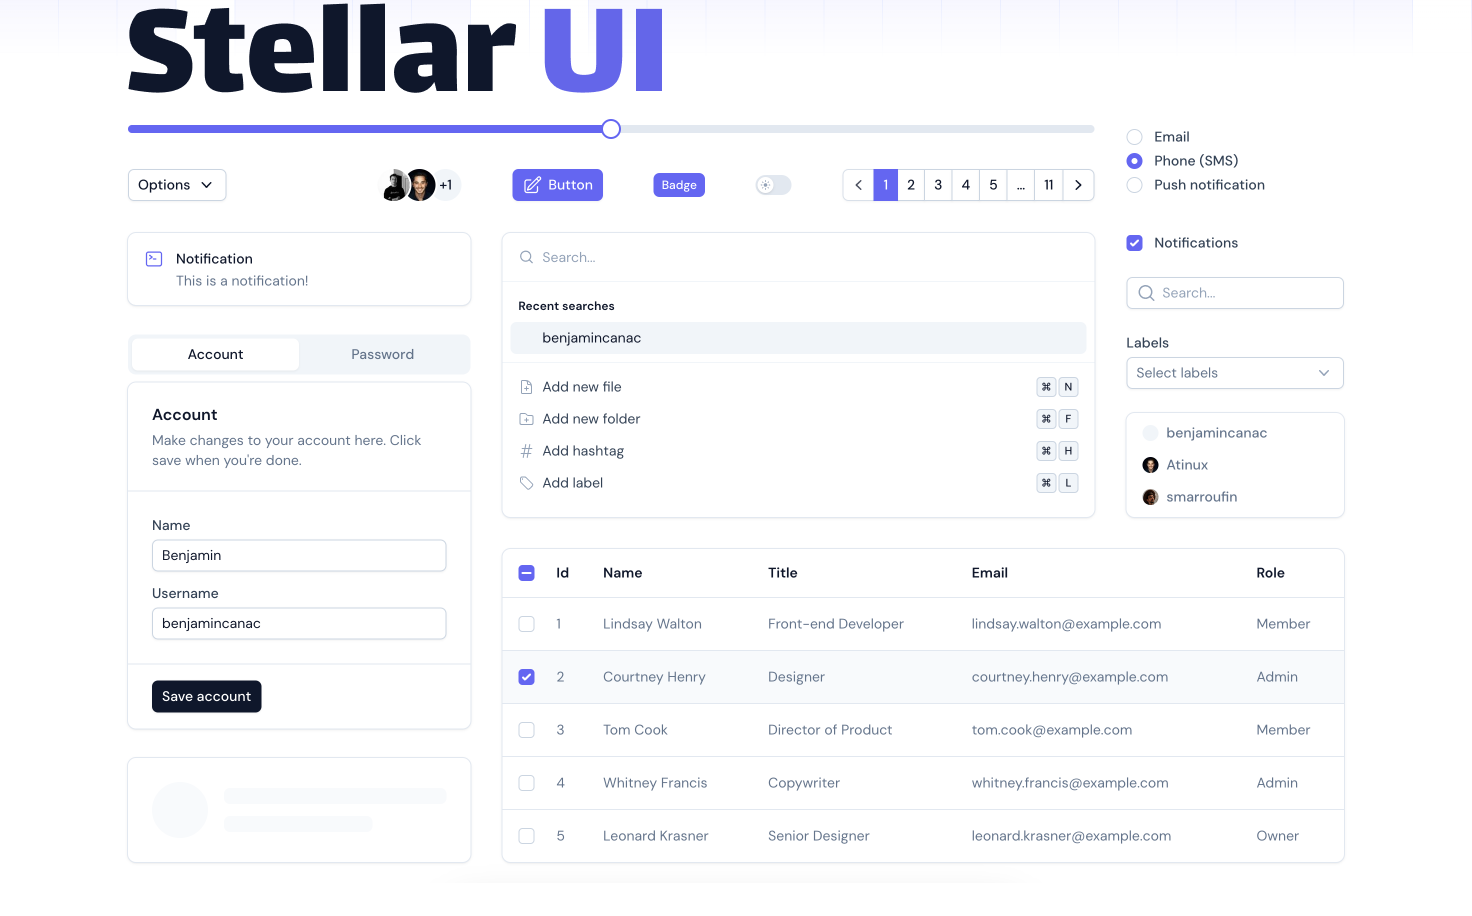 Stellar UI
Email
Phone (SMS)
Push notification
Options
+1
Button
Badge
1 2 3 4 5 ... 11
Notifications
Notification
This is a notification!
Search...
Recent searches
benjamincanac
Add new file ⌘ N
Add new folder ⌘ F
Add hashtag ⌘ H
Add label ⌘ L
Search...
Labels
Select labels
benjamincanac
Atinux
smarroufin
Account Password
Account
Make changes to your account here. Click
save when you're done.
Name
Benjamin
Username
benjamincanac
Save account
Id Name Title Email Role
1 Lindsay Walton Front-end Developer lindsay.walton@example.com Member
2 Courtney Henry Designer courtney.henry@example.com Admin
3 Tom Cook Director of Product tom.cook@example.com Member
4 Whitney Francis Copywriter whitney.francis@example.com Admin
5 Leonard Krasner Senior Designer leonard.krasner@example.com Owner